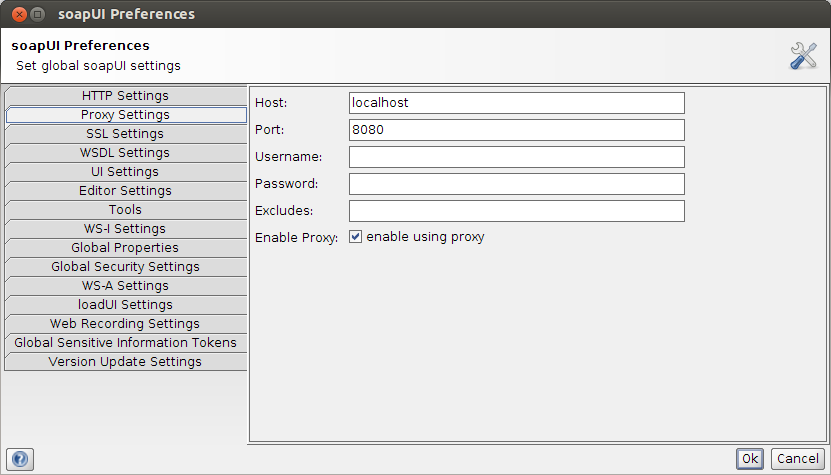 soapUI Preferences
soapUI Preferences
Set global soapUI settings
HTTP Settings
Proxy Settings
SSL Settings
WSDL Settings
UI Settings
Editor Settings
Tools
WS-I Settings
Global Properties
Global Security Settings
WS-A Settings
loadUI Settings
Web Recording Settings
Global Sensitive Information Tokens
Version Update Settings
Host: localhost
Port: 8080
Username:
Password:
Excludes:
Enable Proxy: enable using proxy
?
Ok Cancel